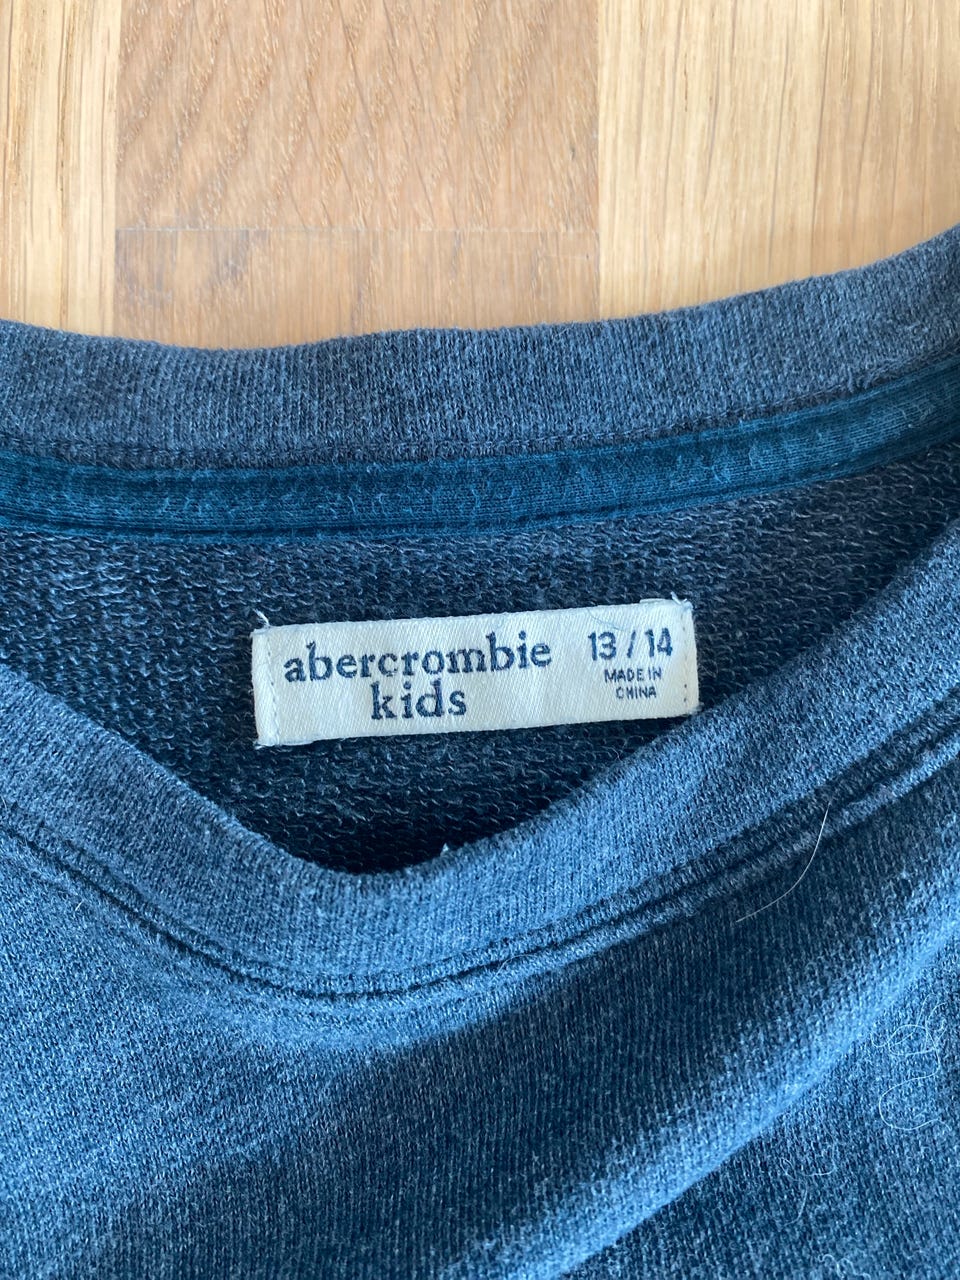 abercrombie
kids
13/14
MADE IN
CHINA